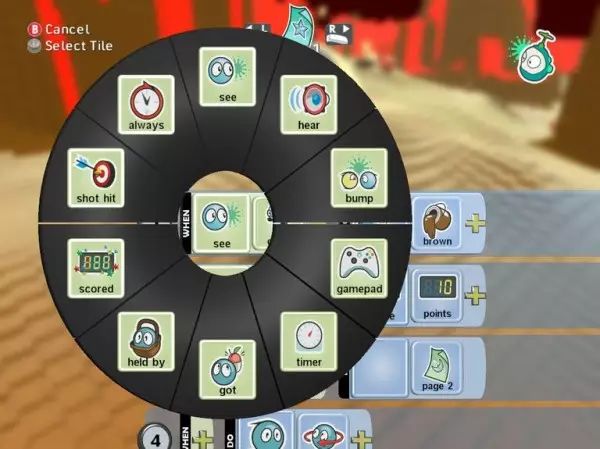 B Cancel
Select Tile
L R
1
see
hear
always
bump
shot hit
WHEN
see
brown
gamepad
scored
10
points
timer
held by
got
page 2
4
WHEN
DO